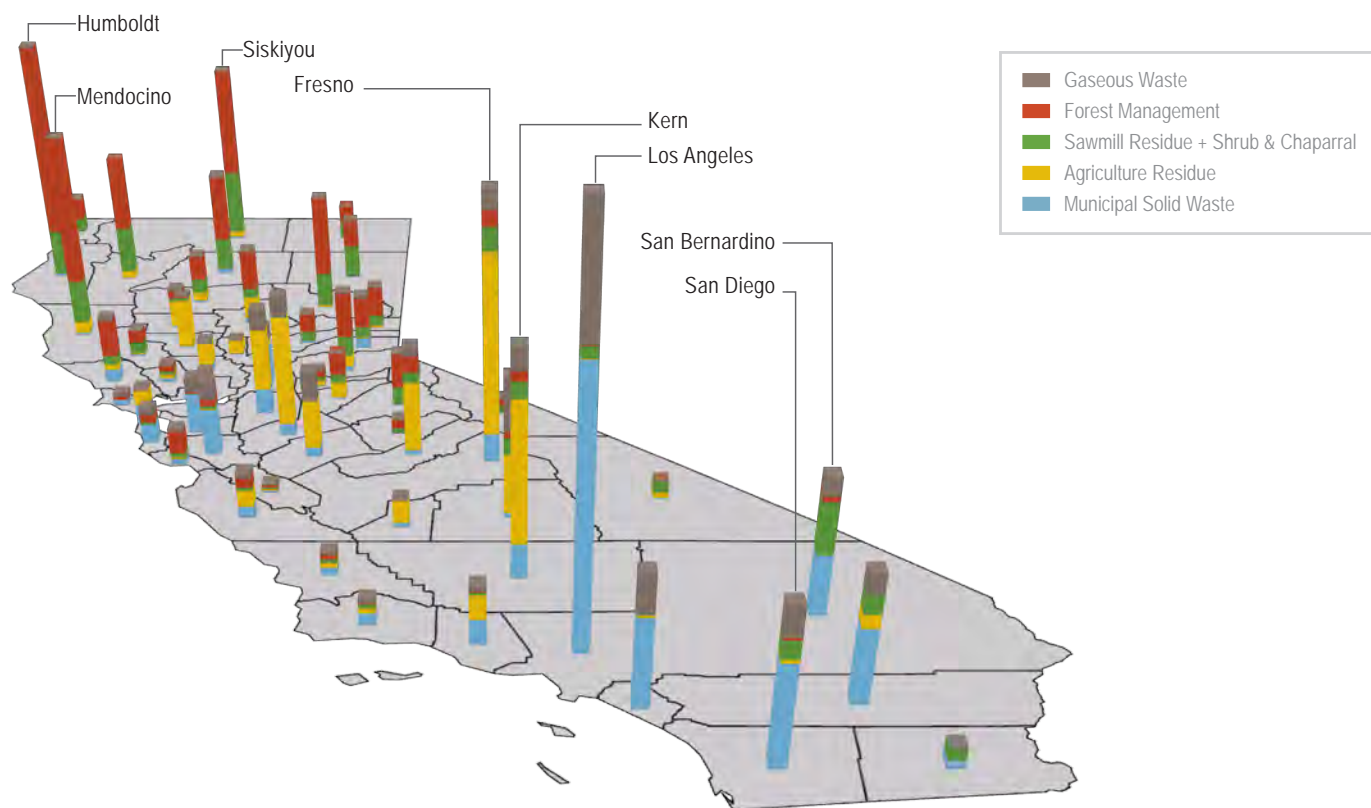 Humboldt
Siskiyou
Mendocino
Fresno
Kern
Los Angeles
San Bernardino
San Diego
Gaseous Waste
Forest Management
Sawmill Residue + Shrub & Chaparral
Agriculture Residue
Municipal Solid Waste